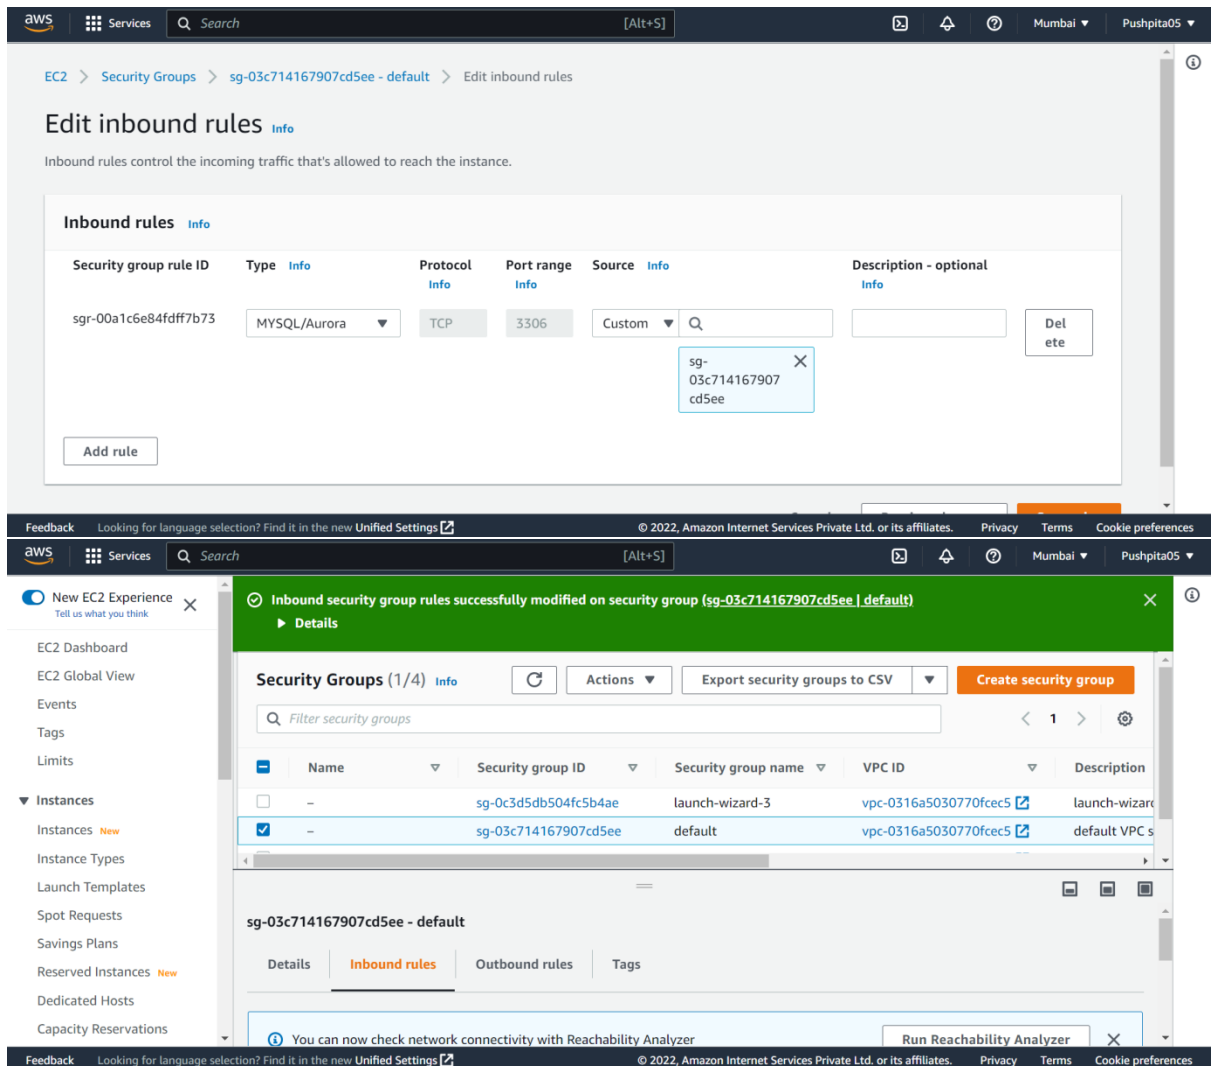 aws Services Search [Alt+S] Mumbai Pushpita05
EC2 Security Groups sg-03c714167907cd5ee - default Edit inbound rules
Edit inbound rules Info
Inbound rules control the incoming traffic that's allowed to reach the instance.
Inbound rules Info
Security group rule ID Type Info Protocol Info Port range Info Source Info Description - optional Info
sgr-00a1c6e84fdff7b73 MYSQL/Aurora TCP 3306 Custom
Del
ete
sg-
03c714167907
cd5ee
Add rule
Feedback Looking for language selection? Find it in the new Unified Settings © 2022, Amazon Internet Services Private Ltd. or its affiliates. Privacy Terms Cookie preferences
aws Services Search [Alt+S] Mumbai Pushpita05
New EC2 Experience
Tell us what you think
EC2 Dashboard
EC2 Global View
Events
Tags
Limits
Instances
Instances New
Instance Types
Launch Templates
Spot Requests
Savings Plans
Reserved Instances New
Dedicated Hosts
Capacity Reservations
Inbound security group rules successfully modified on security group (sg-03c714167907cd5ee | default)
Details
Security Groups (1/4) Info Actions Export security groups to CSV Create security group
Filter security groups 1
Name Security group ID Security group name VPC ID Description
– sg-0c3d5db504fc5b4ae launch-wizard-3 vpc-0316a5030770fcec5 launch-wizard
– sg-03c714167907cd5ee default vpc-0316a5030770fcec5 default VPC s
sg-03c714167907cd5ee - default
Details Inbound rules Outbound rules Tags
You can now check network connectivity with Reachability Analyzer Run Reachability Analyzer
Feedback Looking for language selection? Find it in the new Unified Settings © 2022, Amazon Internet Services Private Ltd. or its affiliates. Privacy Terms Cookie preferences